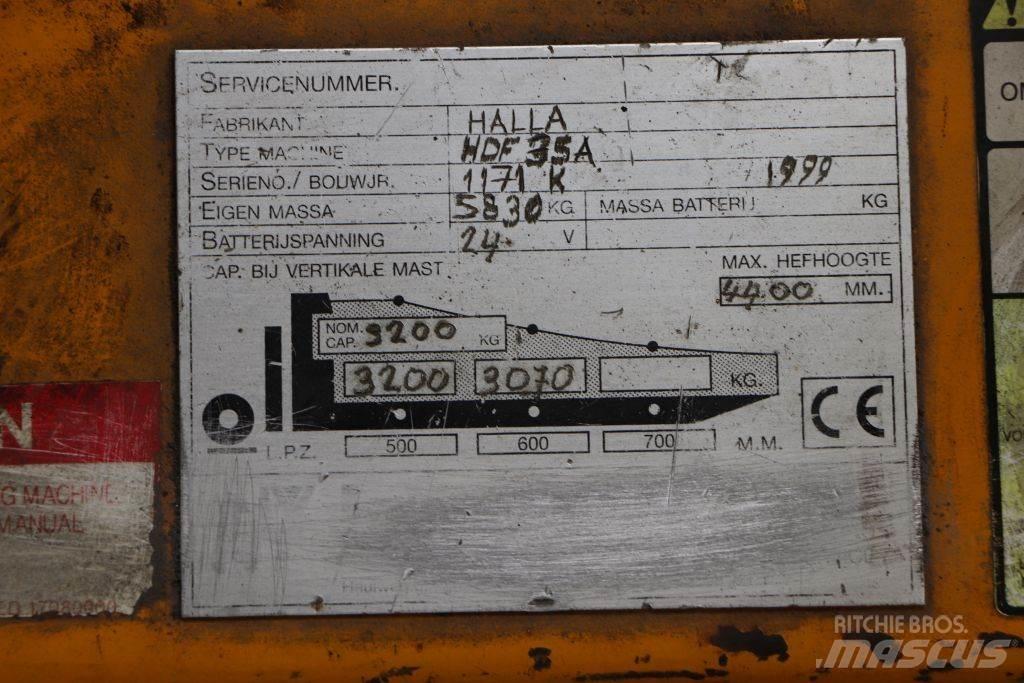 SERVICENUMMER.
FABRIKANT HALLA
TYPE MACHINE HDF 35A
SERIENO./ BOUWJR. 1171 K 1999
EIGEN MASSA 5830 KG MASSA BATTERIJ KG
BATTERIJSPANNING 24 V
CAP. BIJ VERTIKALE MAST
MAX. HEFHOOGTE
4400 MM.
NOM. CAP. 3200 KG
3200 3070 KG.
L.P.Z. 500 600 700 M.M.
CE
N
G MACHINE
MANUAL
RITCHIE BROS.
MASCUS